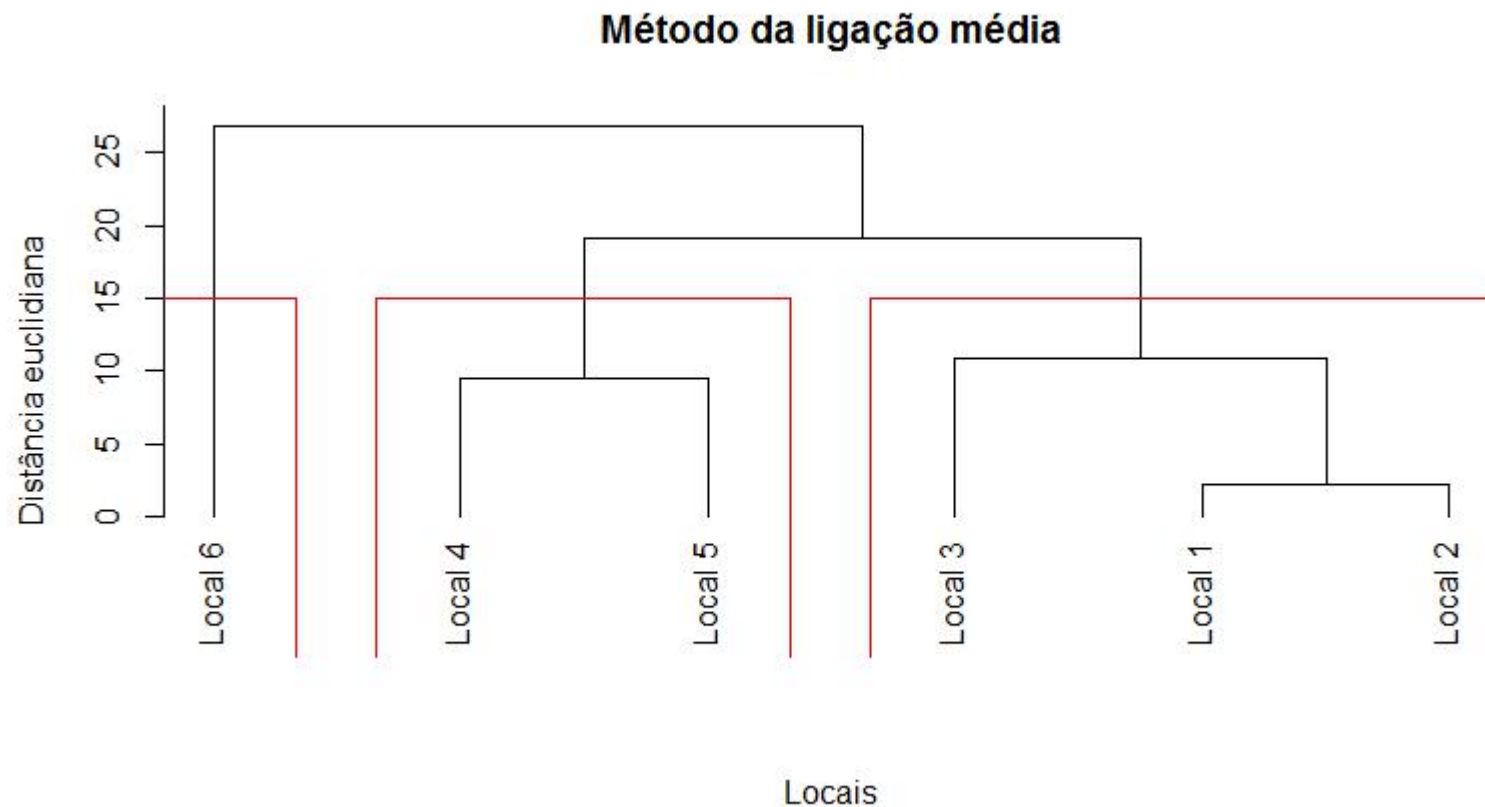 Método da ligação média
Distância euclidiana
25
20
15
10
5
0
Local 6
Local 4
Local 5
Local 3
Local 1
Local 2
Locais